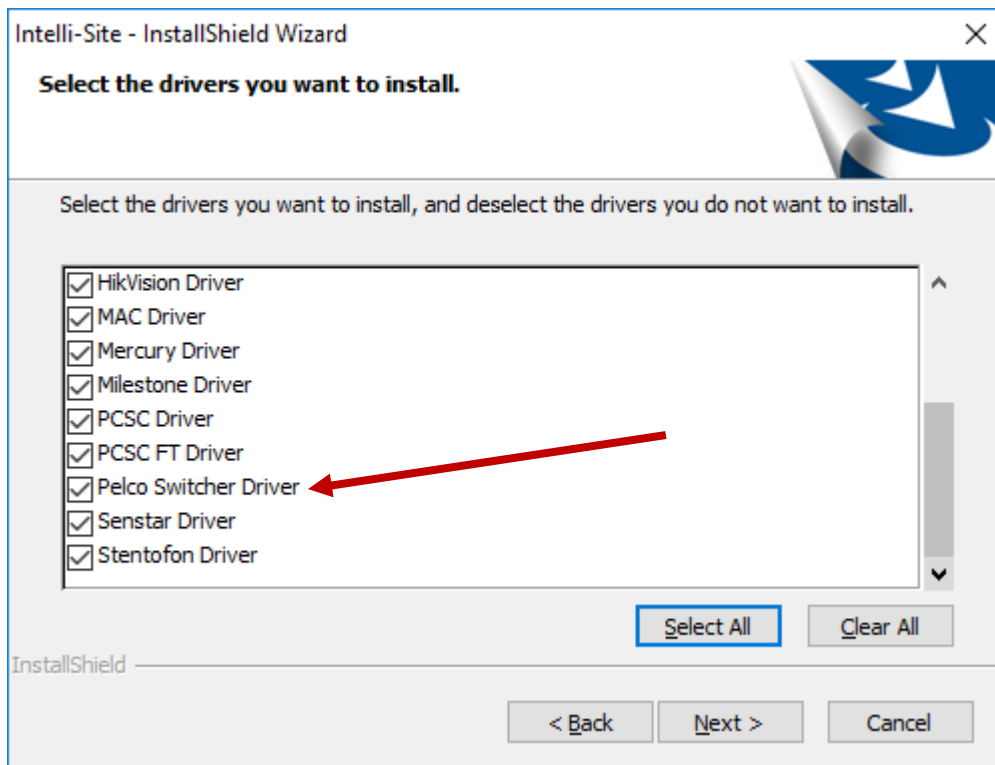 Intelli-Site - InstallShield Wizard
Select the drivers you want to install.
Select the drivers you want to install, and deselect the drivers you do not want to install.
HikVision Driver
MAC Driver
Mercury Driver
Milestone Driver
PCSC Driver
PCSC FT Driver
Pelco Switcher Driver
Senstar Driver
Stentofon Driver
Select All Clear All
InstallShield
< Back Next > Cancel